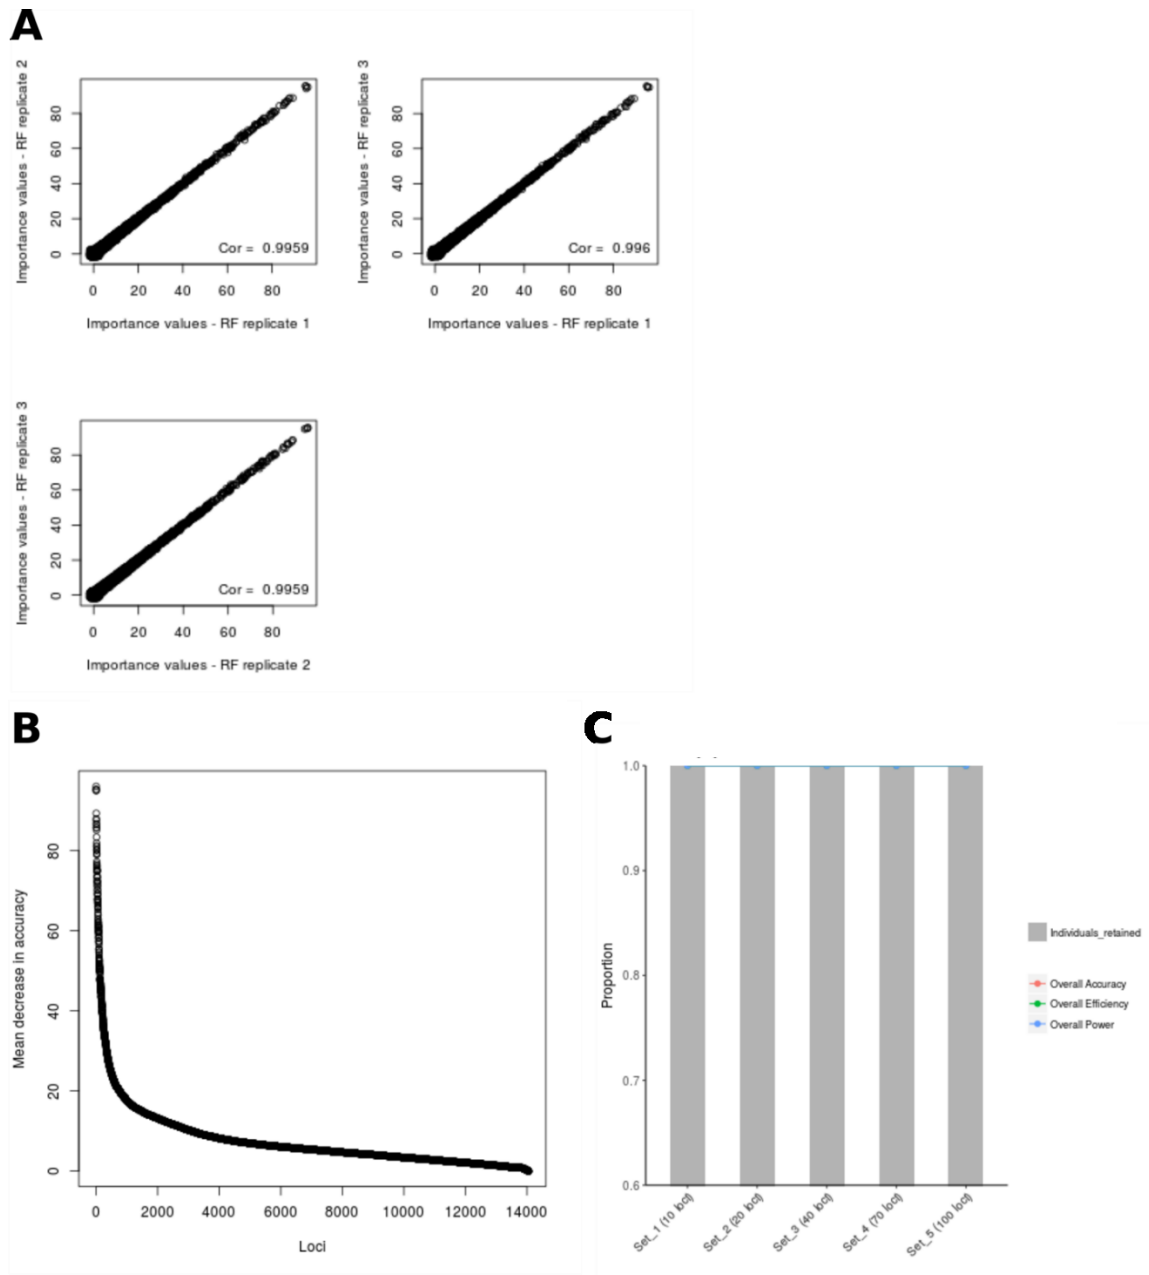 A
Importance values - RF replicate 2
80
60
40
20
0
Cor = 0.9959
0 20 40 60 80
Importance values - RF replicate 1
Importance values - RF replicate 3
80
60
40
20
0
Cor = 0.996
0 20 40 60 80
Importance values - RF replicate 1
Importance values - RF replicate 3
80
60
40
20
0
Cor = 0.9959
0 20 40 60 80
Importance values - RF replicate 2
B
Mean decrease in accuracy
80
60
40
20
0
0 2000 4000 6000 8000 10000 12000 14000
Loci
C
Proportion
1.0
0.9
0.8
0.7
0.6
Set_1 (10 loci)
Set_2 (20 loci)
Set_3 (40 loci)
Set_4 (70 loci)
Set_5 (100 loci)
Individuals_retained
Overall Accuracy
Overall Efficiency
Overall Power